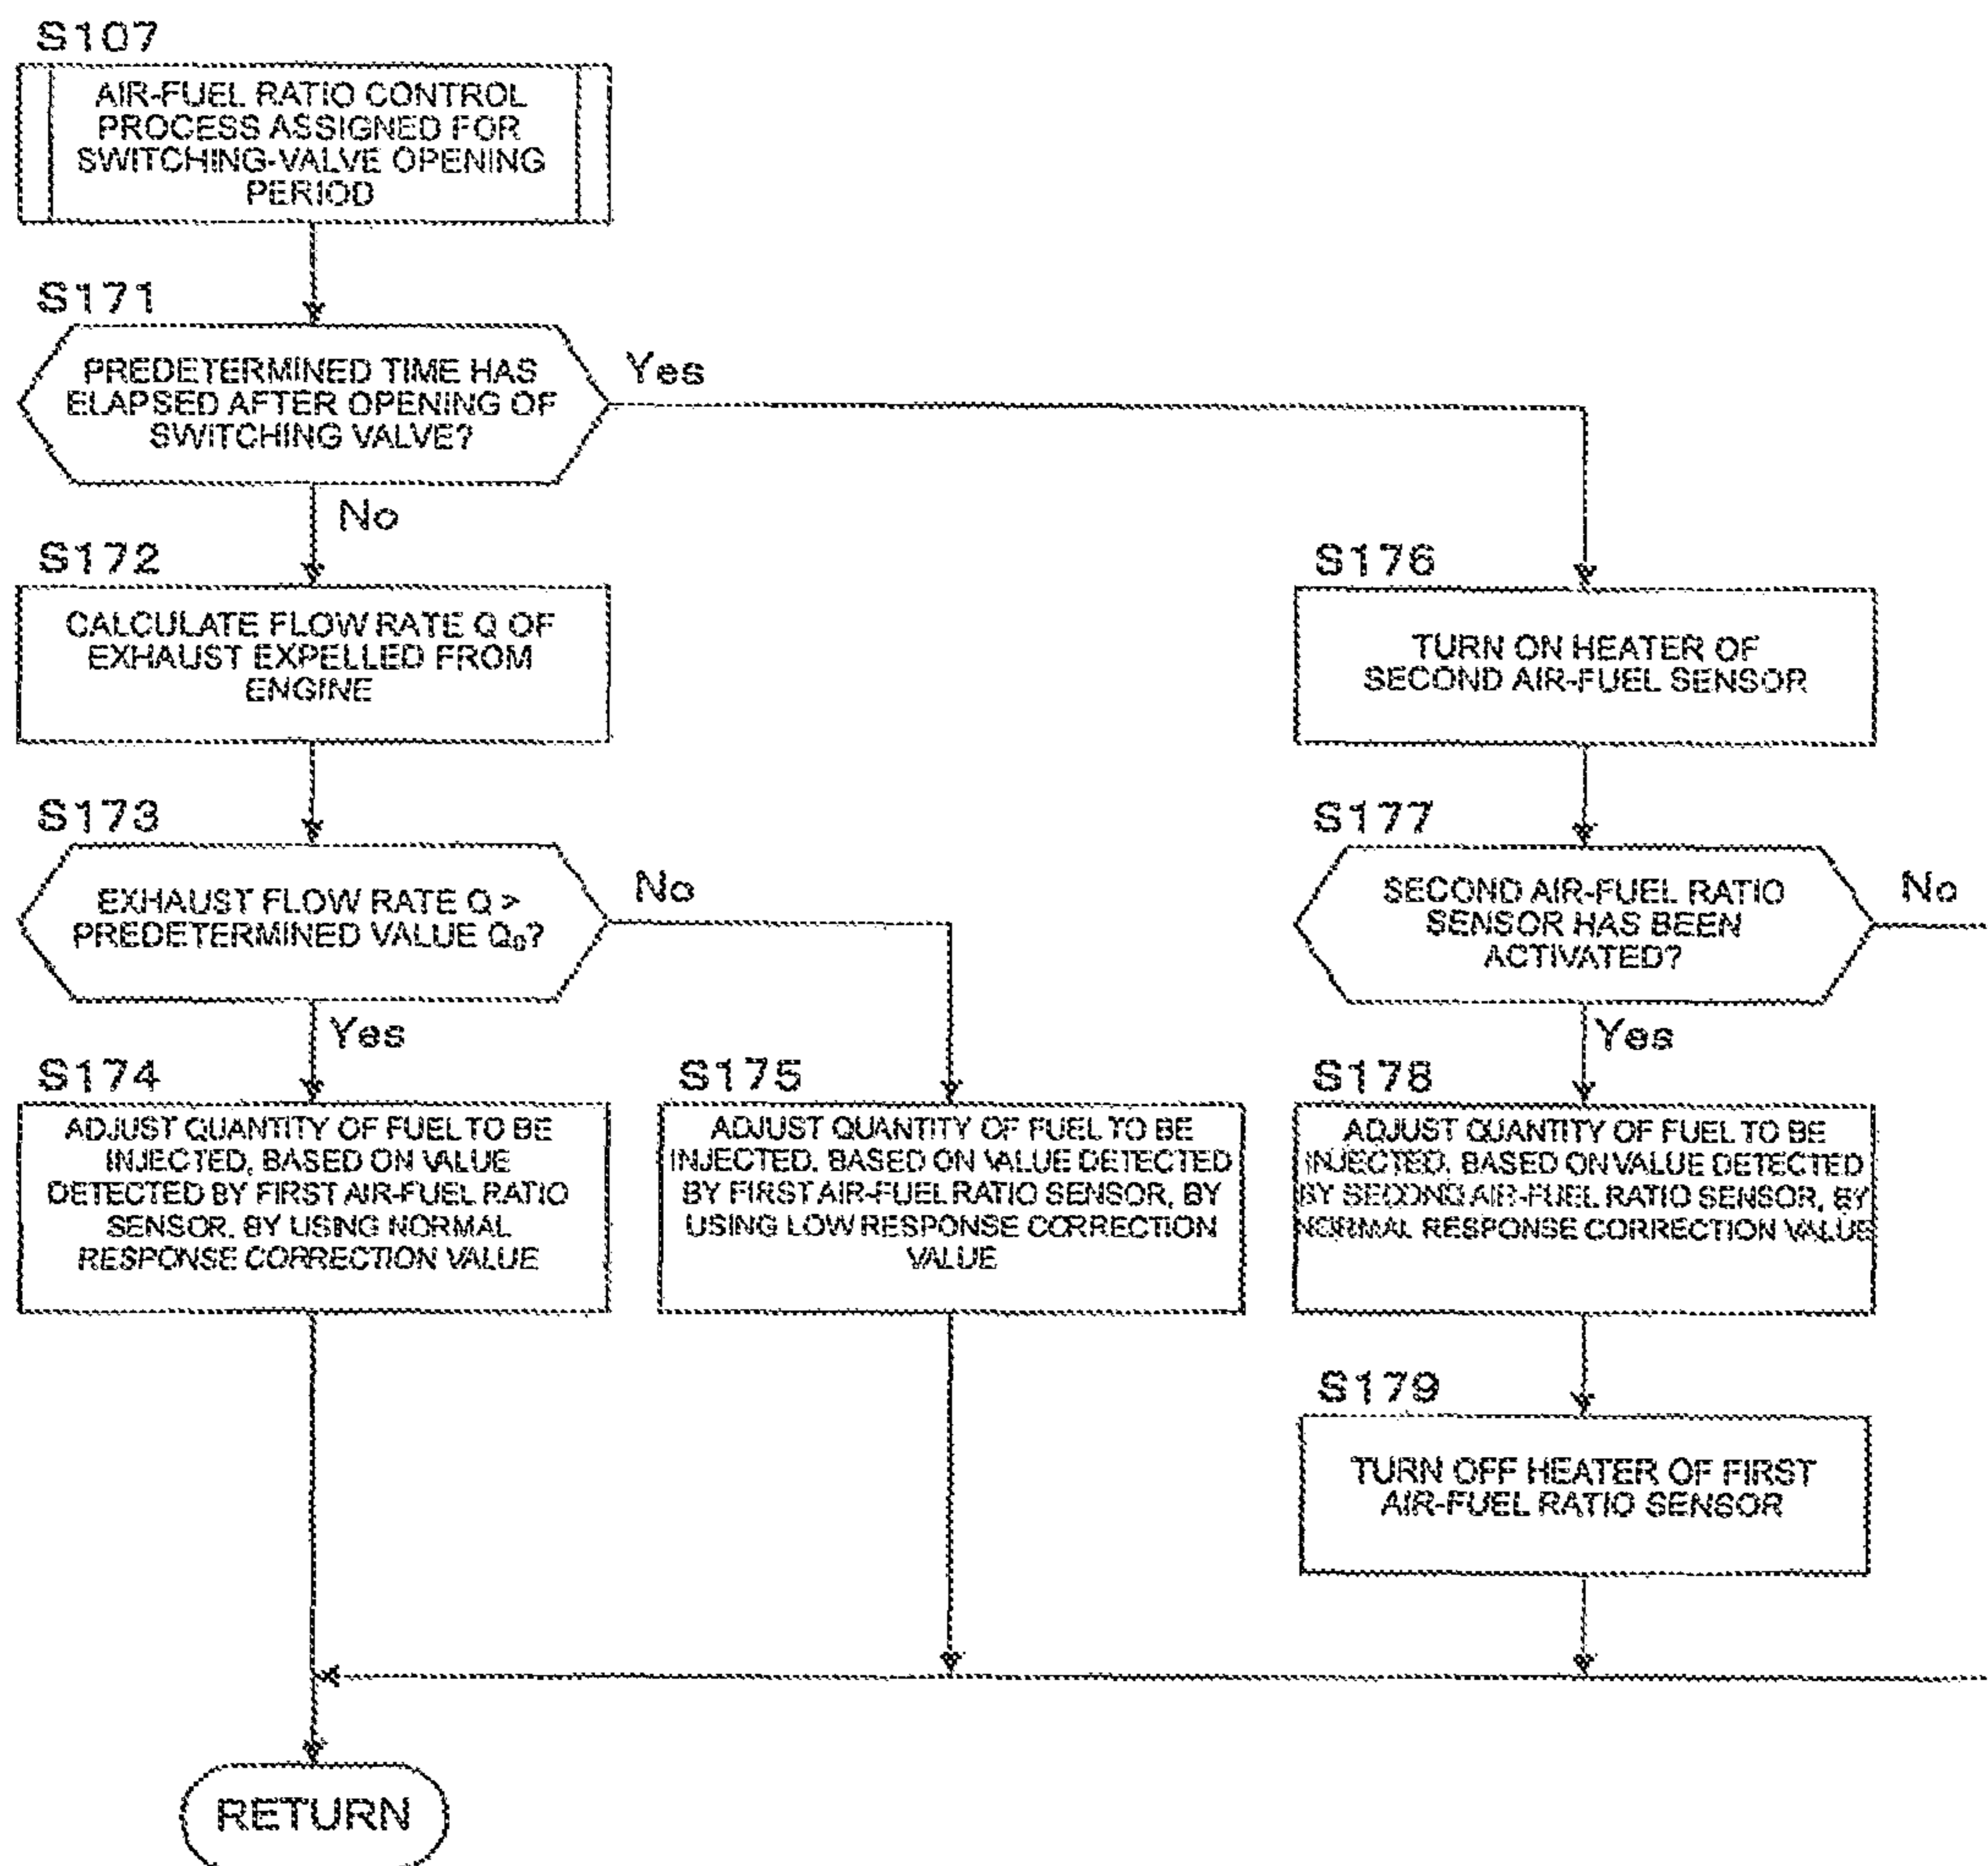 S107
AIR-FUEL RATIO CONTROL
PROCESS ASSIGNED FOR
SWITCHING-VALVE OPENING
PERIOD
S171
PREDETERMINED TIME HAS
ELAPSED AFTER OPENING OF
SWITCHING VALVE?
Yes
No
S172
CALCULATE FLOW RATE Q OF
EXHAUST EXPELLED FROM
ENGINE
S176
TURN ON HEATER OF
SECOND AIR-FUEL SENSOR
S173
EXHAUST FLOW RATE Q >
PREDETERMINED VALUE Q₀?
No
Yes
S177
SECOND AIR-FUEL RATIO
SENSOR HAS BEEN
ACTIVATED?
No
Yes
S174
ADJUST QUANTITY OF FUEL TO BE
INJECTED, BASED ON VALUE
DETECTED BY FIRST AIR-FUEL RATIO
SENSOR, BY USING NORMAL
RESPONSE CORRECTION VALUE
S175
ADJUST QUANTITY OF FUEL TO BE
INJECTED, BASED ON VALUE DETECTED
BY FIRST AIR-FUEL RATIO SENSOR, BY
USING LOW RESPONSE CORRECTION
VALUE
S178
ADJUST QUANTITY OF FUEL TO BE
INJECTED, BASED ON VALUE DETECTED
BY SECOND AIR-FUEL RATIO SENSOR, BY
NORMAL RESPONSE CORRECTION VALUE
S179
TURN OFF HEATER OF FIRST
AIR-FUEL RATIO SENSOR
RETURN